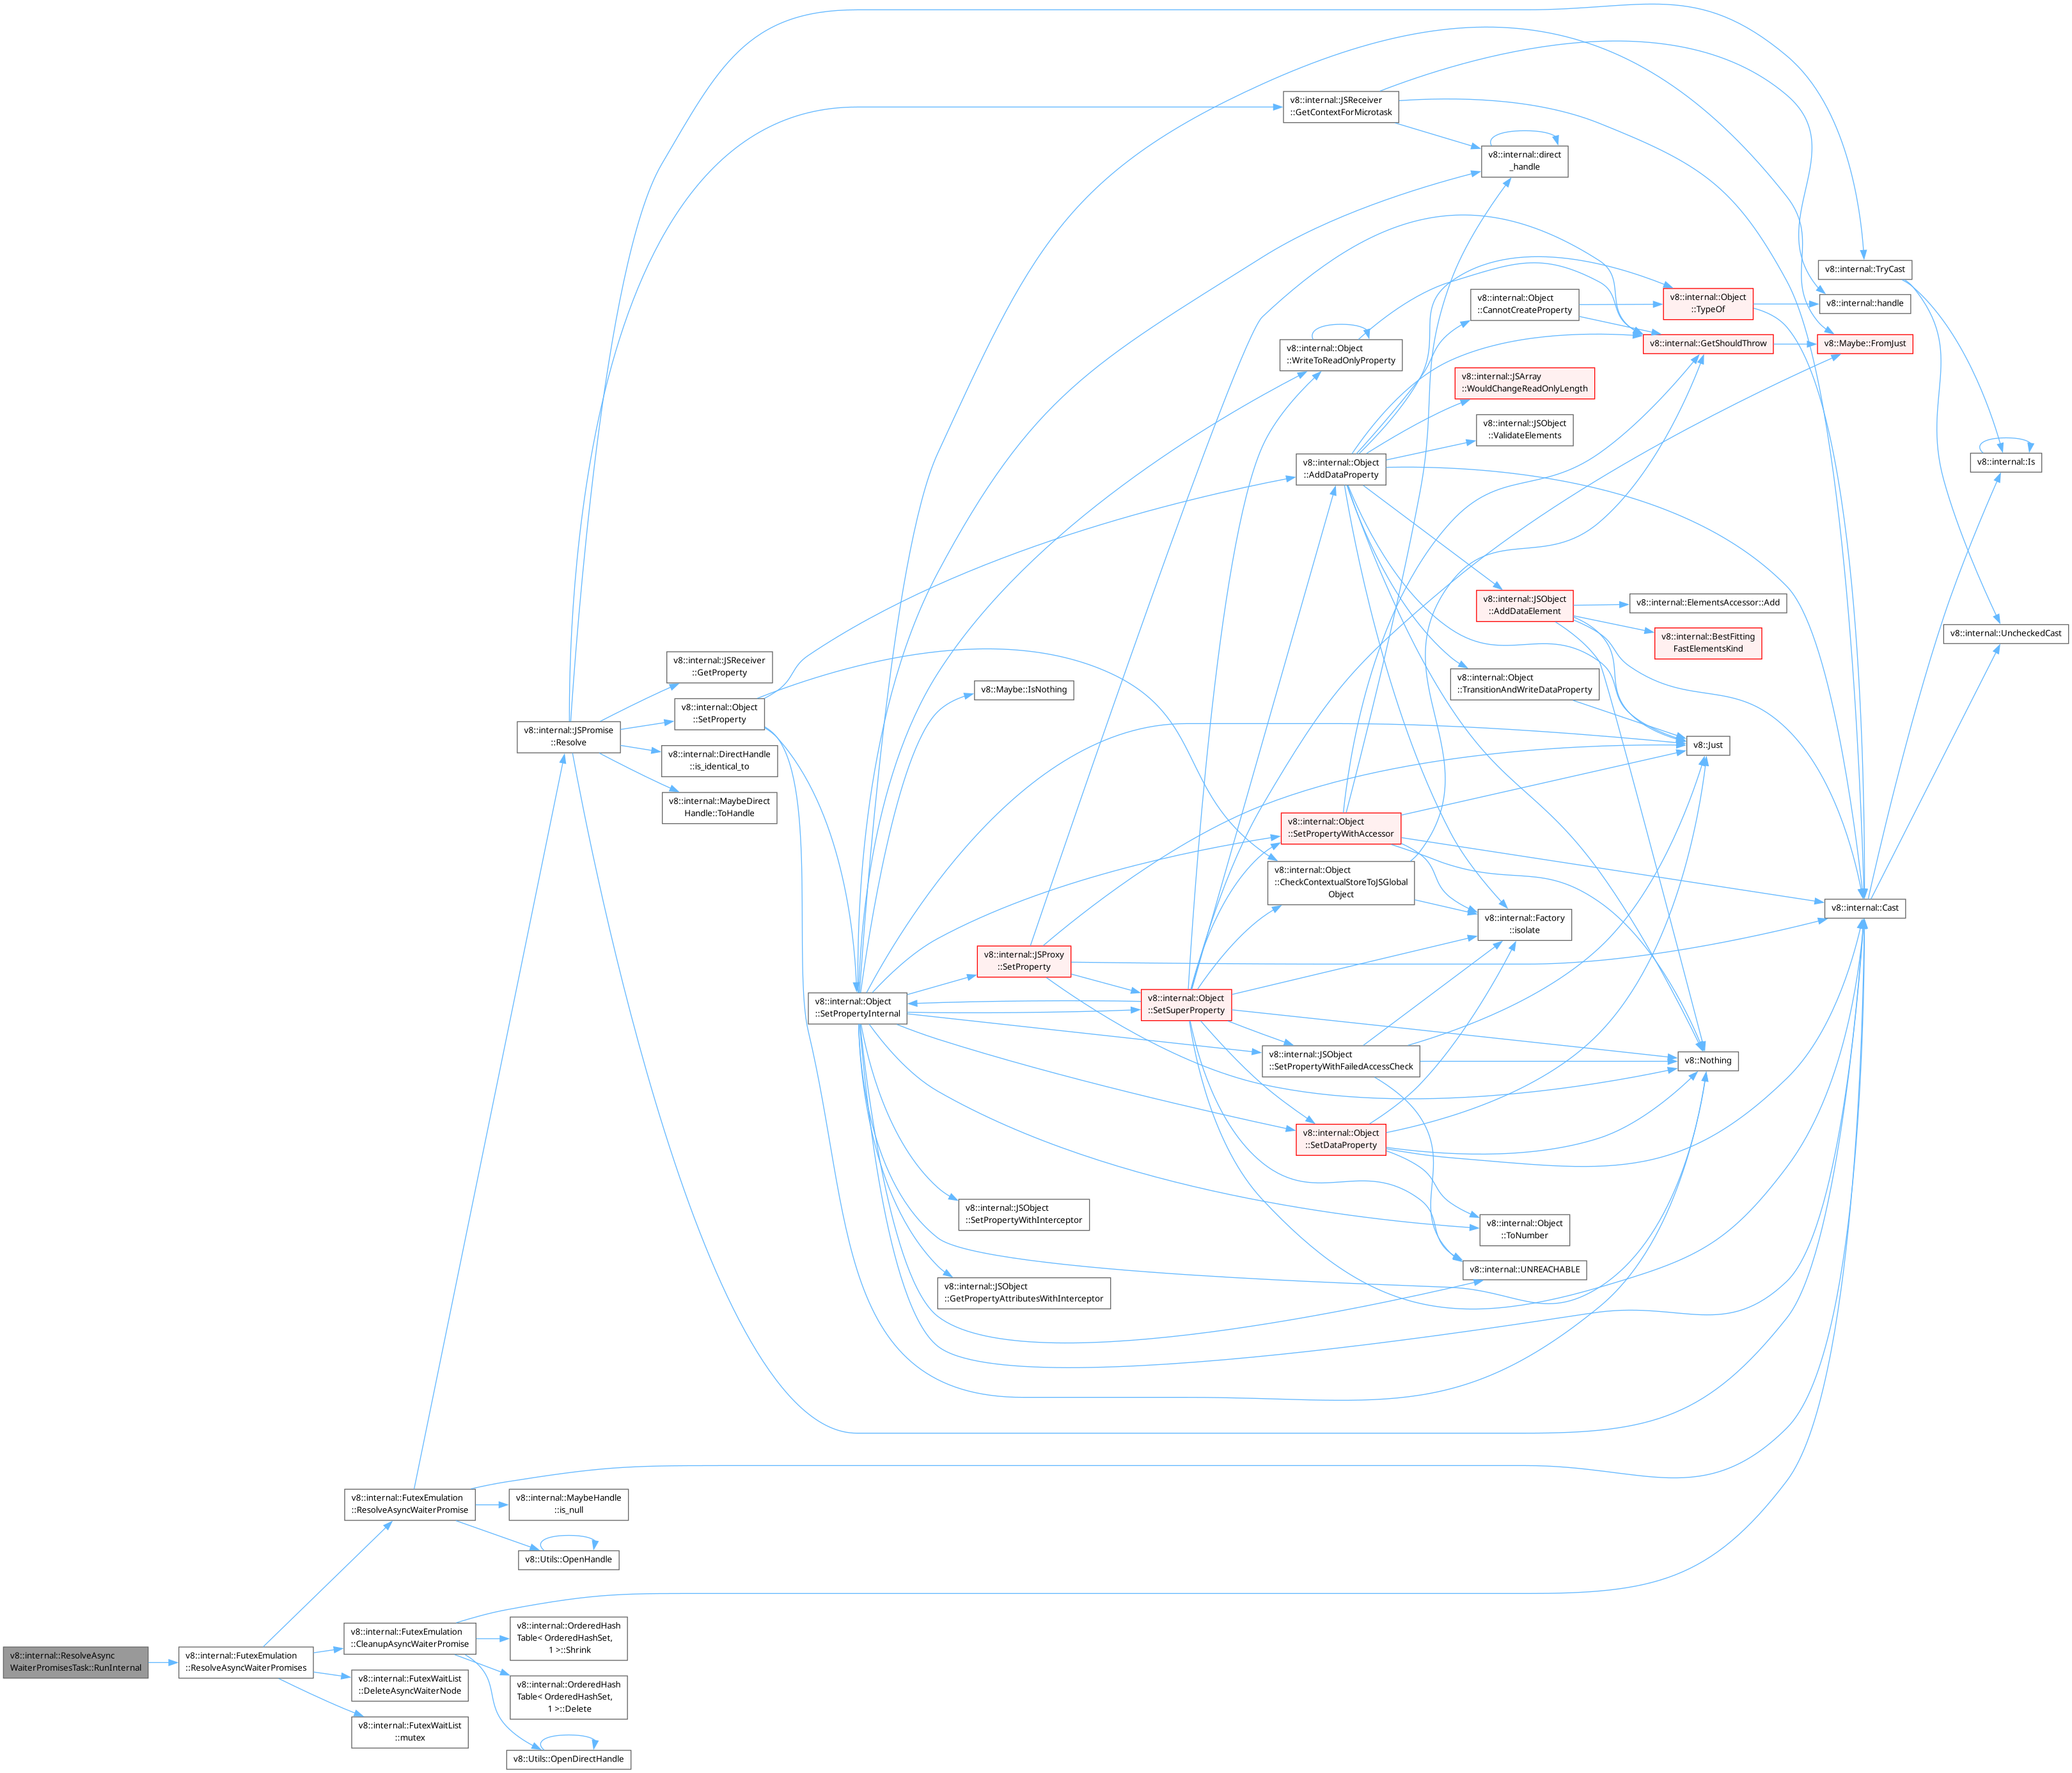 v8::internal::JSReceiver
::GetContextForMicrotask
v8::internal::direct
_handle
v8::internal::TryCast
v8::internal::Object
::TypeOf
v8::internal::handle
v8::internal::Object
::CannotCreateProperty
v8::internal::Object
::WriteToReadOnlyProperty
v8::internal::GetShouldThrow
v8::Maybe::FromJust
v8::internal::JSArray
::WouldChangeReadOnlyLength
v8::internal::JSObject
::ValidateElements
v8::internal::Object
::AddDataProperty
v8::internal::Is
v8::internal::JSObject
::AddDataElement
v8::internal::ElementsAccessor::Add
v8::internal::BestFitting
FastElementsKind
v8::internal::UncheckedCast
v8::internal::JSReceiver
::GetProperty
v8::Maybe::IsNothing
v8::internal::Object
::TransitionAndWriteDataProperty
v8::internal::Object
::SetProperty
v8::internal::JSPromise
::Resolve
v8::Just
v8::internal::DirectHandle
::is_identical_to
v8::internal::MaybeDirect
Handle::ToHandle
v8::internal::Object
::SetPropertyWithAccessor
v8::internal::Object
::CheckContextualStoreToJSGlobal
Object
v8::internal::Cast
v8::internal::Factory
::isolate
v8::internal::JSProxy
::SetProperty
v8::internal::Object
::SetPropertyInternal
v8::internal::Object
::SetSuperProperty
v8::internal::JSObject
::SetPropertyWithFailedAccessCheck
v8::Nothing
v8::internal::Object
::SetDataProperty
v8::internal::JSObject
::SetPropertyWithInterceptor
v8::internal::Object
::ToNumber
v8::internal::UNREACHABLE
v8::internal::JSObject
::GetPropertyAttributesWithInterceptor
v8::internal::FutexEmulation
::ResolveAsyncWaiterPromise
v8::internal::MaybeHandle
::is_null
v8::Utils::OpenHandle
v8::internal::ResolveAsync
WaiterPromisesTask::RunInternal
v8::internal::FutexEmulation
::ResolveAsyncWaiterPromises
v8::internal::FutexEmulation
::CleanupAsyncWaiterPromise
v8::internal::OrderedHash
Table< OrderedHashSet,
1 >::Shrink
v8::internal::FutexWaitList
::DeleteAsyncWaiterNode
v8::internal::OrderedHash
Table< OrderedHashSet,
1 >::Delete
v8::internal::FutexWaitList
::mutex
v8::Utils::OpenDirectHandle